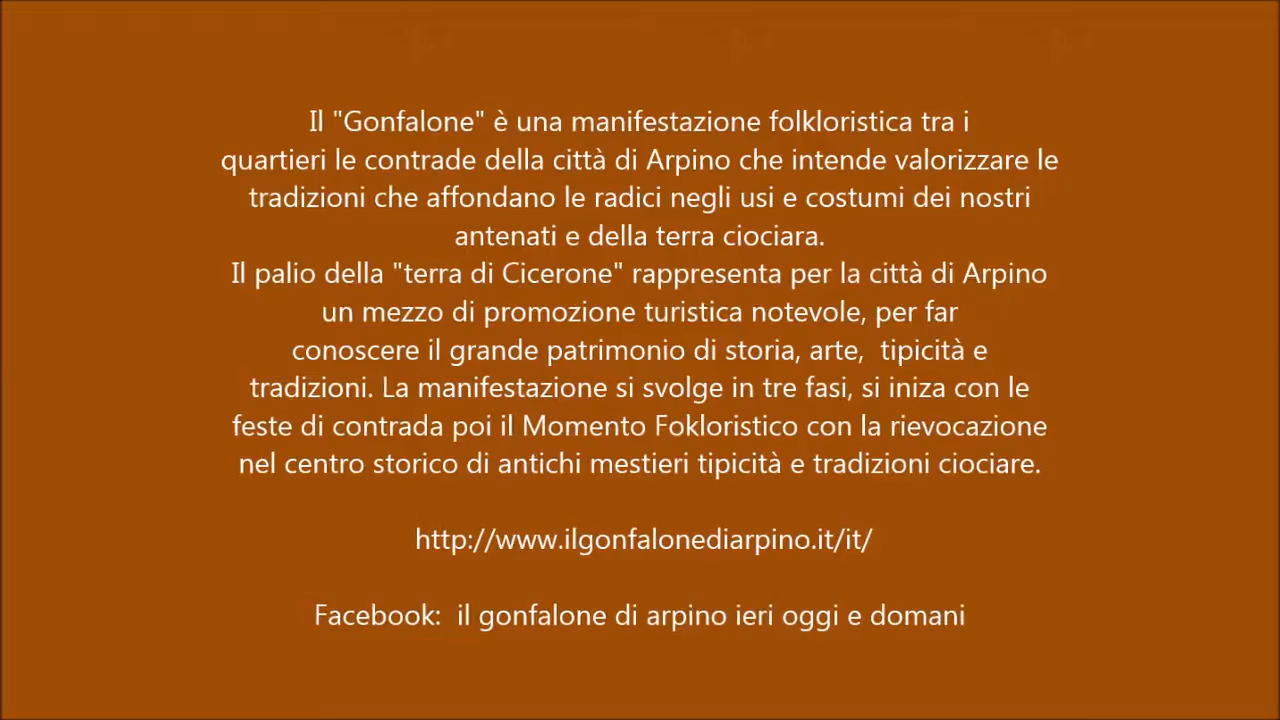 Il "Gonfalone" è una manifestazione folkloristica tra i
quartieri le contrade della città di Arpino che intende valorizzare le
tradizioni che affondano le radici negli usi e costumi dei nostri
antenati e della terra ciociara.
Il palio della "terra di Cicerone" rappresenta per la città di Arpino
un mezzo di promozione turistica notevole, per far
conoscere il grande patrimonio di storia, arte,  tipicità e
tradizioni. La manifestazione si svolge in tre fasi, si iniza con le
feste di contrada poi il Momento Fokloristico con la rievocazione
nel centro storico di antichi mestieri tipicità e tradizioni ciociare.
http://www.ilgonfalonediarpino.it/it/
Facebook:  il gonfalone di arpino ieri oggi e domani